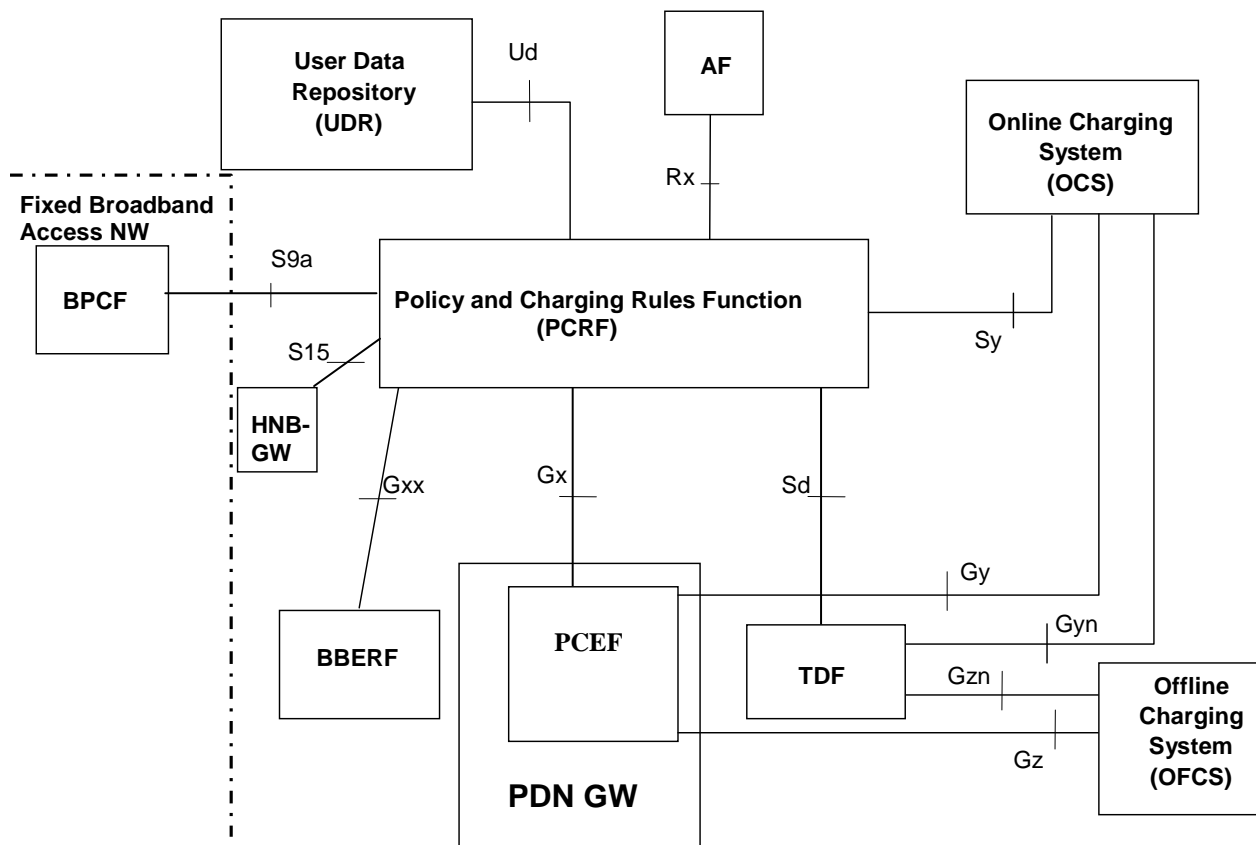 User Data
Repository
(UDR)
Ud
AF
Online Charging
System
(OCS)
Rx
Fixed Broadband
Access NW
BPCF
S9a
Policy and Charging Rules Function
(PCRF)
Sy
S15
HNB-
GW
Gxx
Gx
Sd
Gy
Gyn
BBERF
PCEF
TDF
Gzn
Gz
Offline
Charging
System
(OFCS)
PDN GW